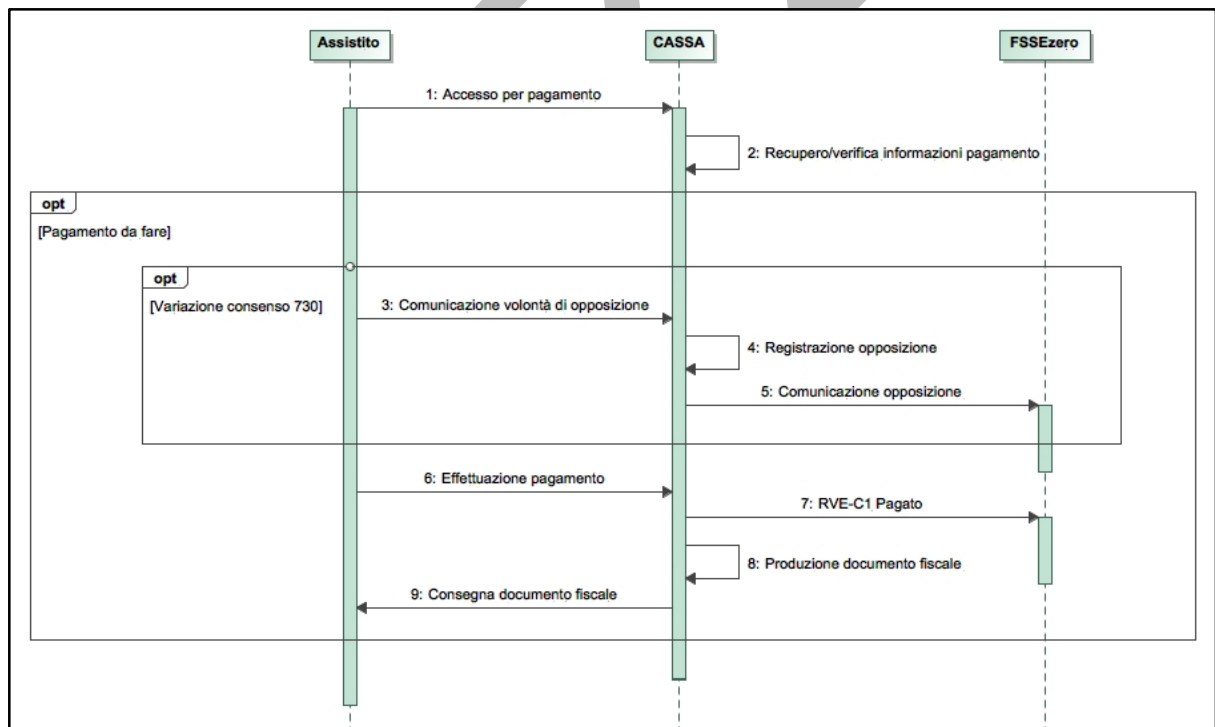 Assistito
CASSA
FSSEzero
1: Accesso per pagamento
2: Recupero/verifica informazioni pagamento
opt
[Pagamento da fare]
opt
[Variazione consenso 730]
3: Comunicazione volontà di opposizione
4: Registrazione opposizione
5: Comunicazione opposizione
6: Effettuazione pagamento
7: RVE-C1 Pagato
8: Produzione documento fiscale
9: Consegna documento fiscale